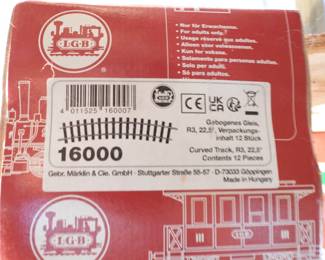 L·G·B
• Nur für Erwachsene.
• For adults only.
• Usage réservé aux adultes.
• Alleen voor volwassenen.
• Kun for voksne.
• Solamente para personas adultas.
• Solo per adulti.
• Só para adultos.
4 011525 160007
CE UK CA
Gebogenes Gleis,
R3, 22,5°, Verpackungs-
inhalt 12 Stück
16000
Curved Track, R3, 22,5°
Contents 12 Pieces
Gebr. Märklin & Cie. GmbH · Stuttgarter Straße 55-57 · D-73033 Göppingen
Made in Hungary
L·G·B